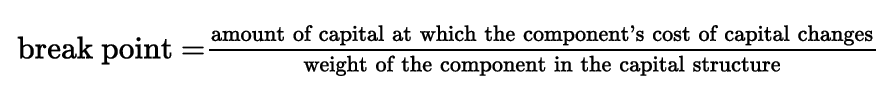 break point = amount of capital at which the component’s cost of capital changes
weight of the component in the capital structure